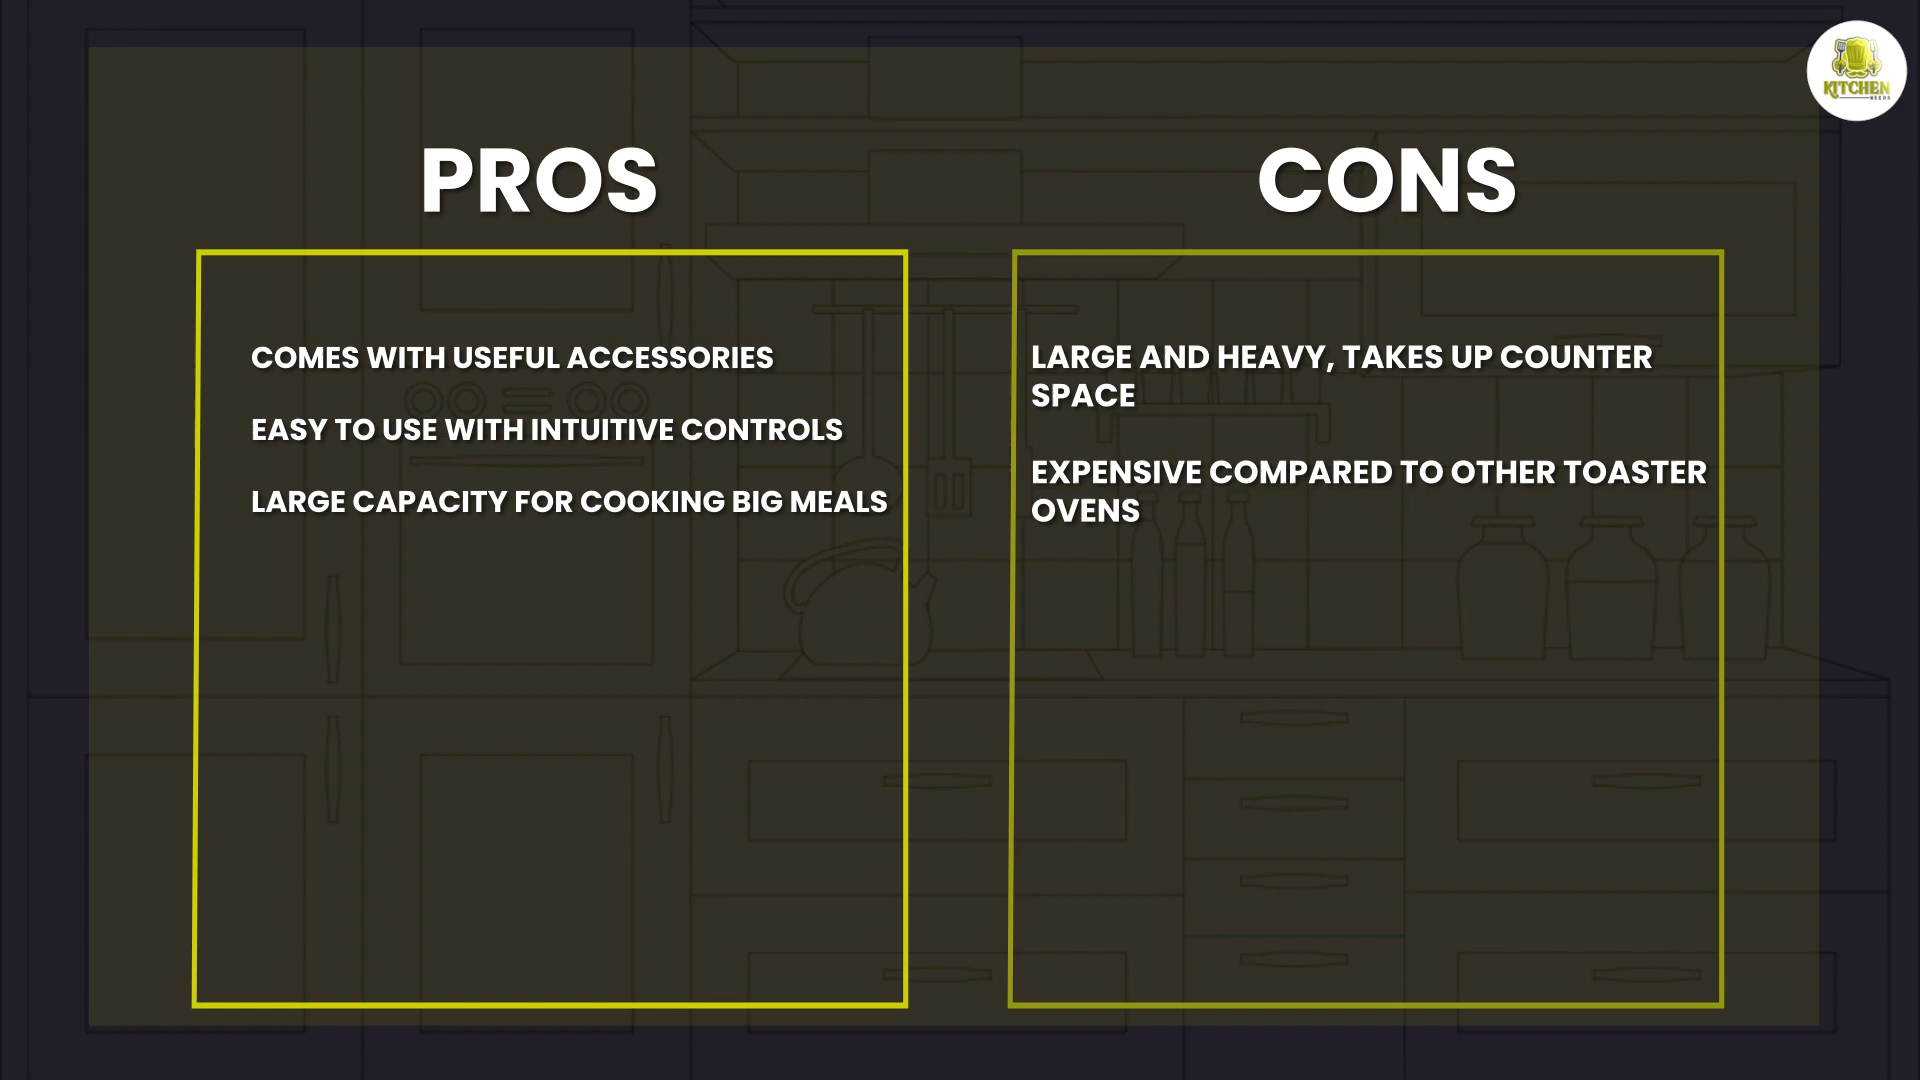 KITCHEN
NEEDS
PROS
COMES WITH USEFUL ACCESSORIES
EASY TO USE WITH INTUITIVE CONTROLS
LARGE CAPACITY FOR COOKING BIG MEALS
CONS
LARGE AND HEAVY, TAKES UP COUNTER
SPACE
EXPENSIVE COMPARED TO OTHER TOASTER
OVENS